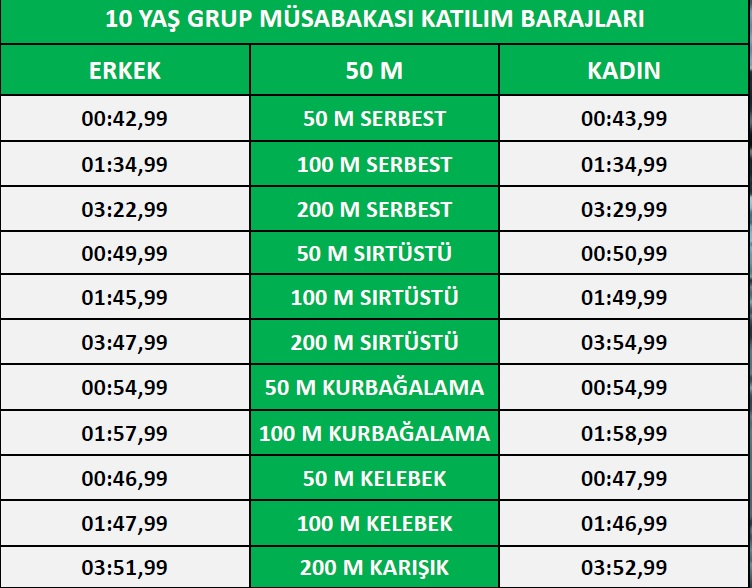 10 YAŞ GRUP MÜSABAKASI KATILIM BARAJLARI
ERKEK 50 M KADIN
00:42,99 50 M SERBEST 00:43,99
01:34,99 100 M SERBEST 01:34,99
03:22,99 200 M SERBEST 03:29,99
00:49,99 50 M SIRTÜSTÜ 00:50,99
01:45,99 100 M SIRTÜSTÜ 01:49,99
03:47,99 200 M SIRTÜSTÜ 03:54,99
00:54,99 50 M KURBAĞALAMA 00:54,99
01:57,99 100 M KURBAĞALAMA 01:58,99
00:46,99 50 M KELEBEK 00:47,99
01:47,99 100 M KELEBEK 01:46,99
03:51,99 200 M KARIŞIK 03:52,99